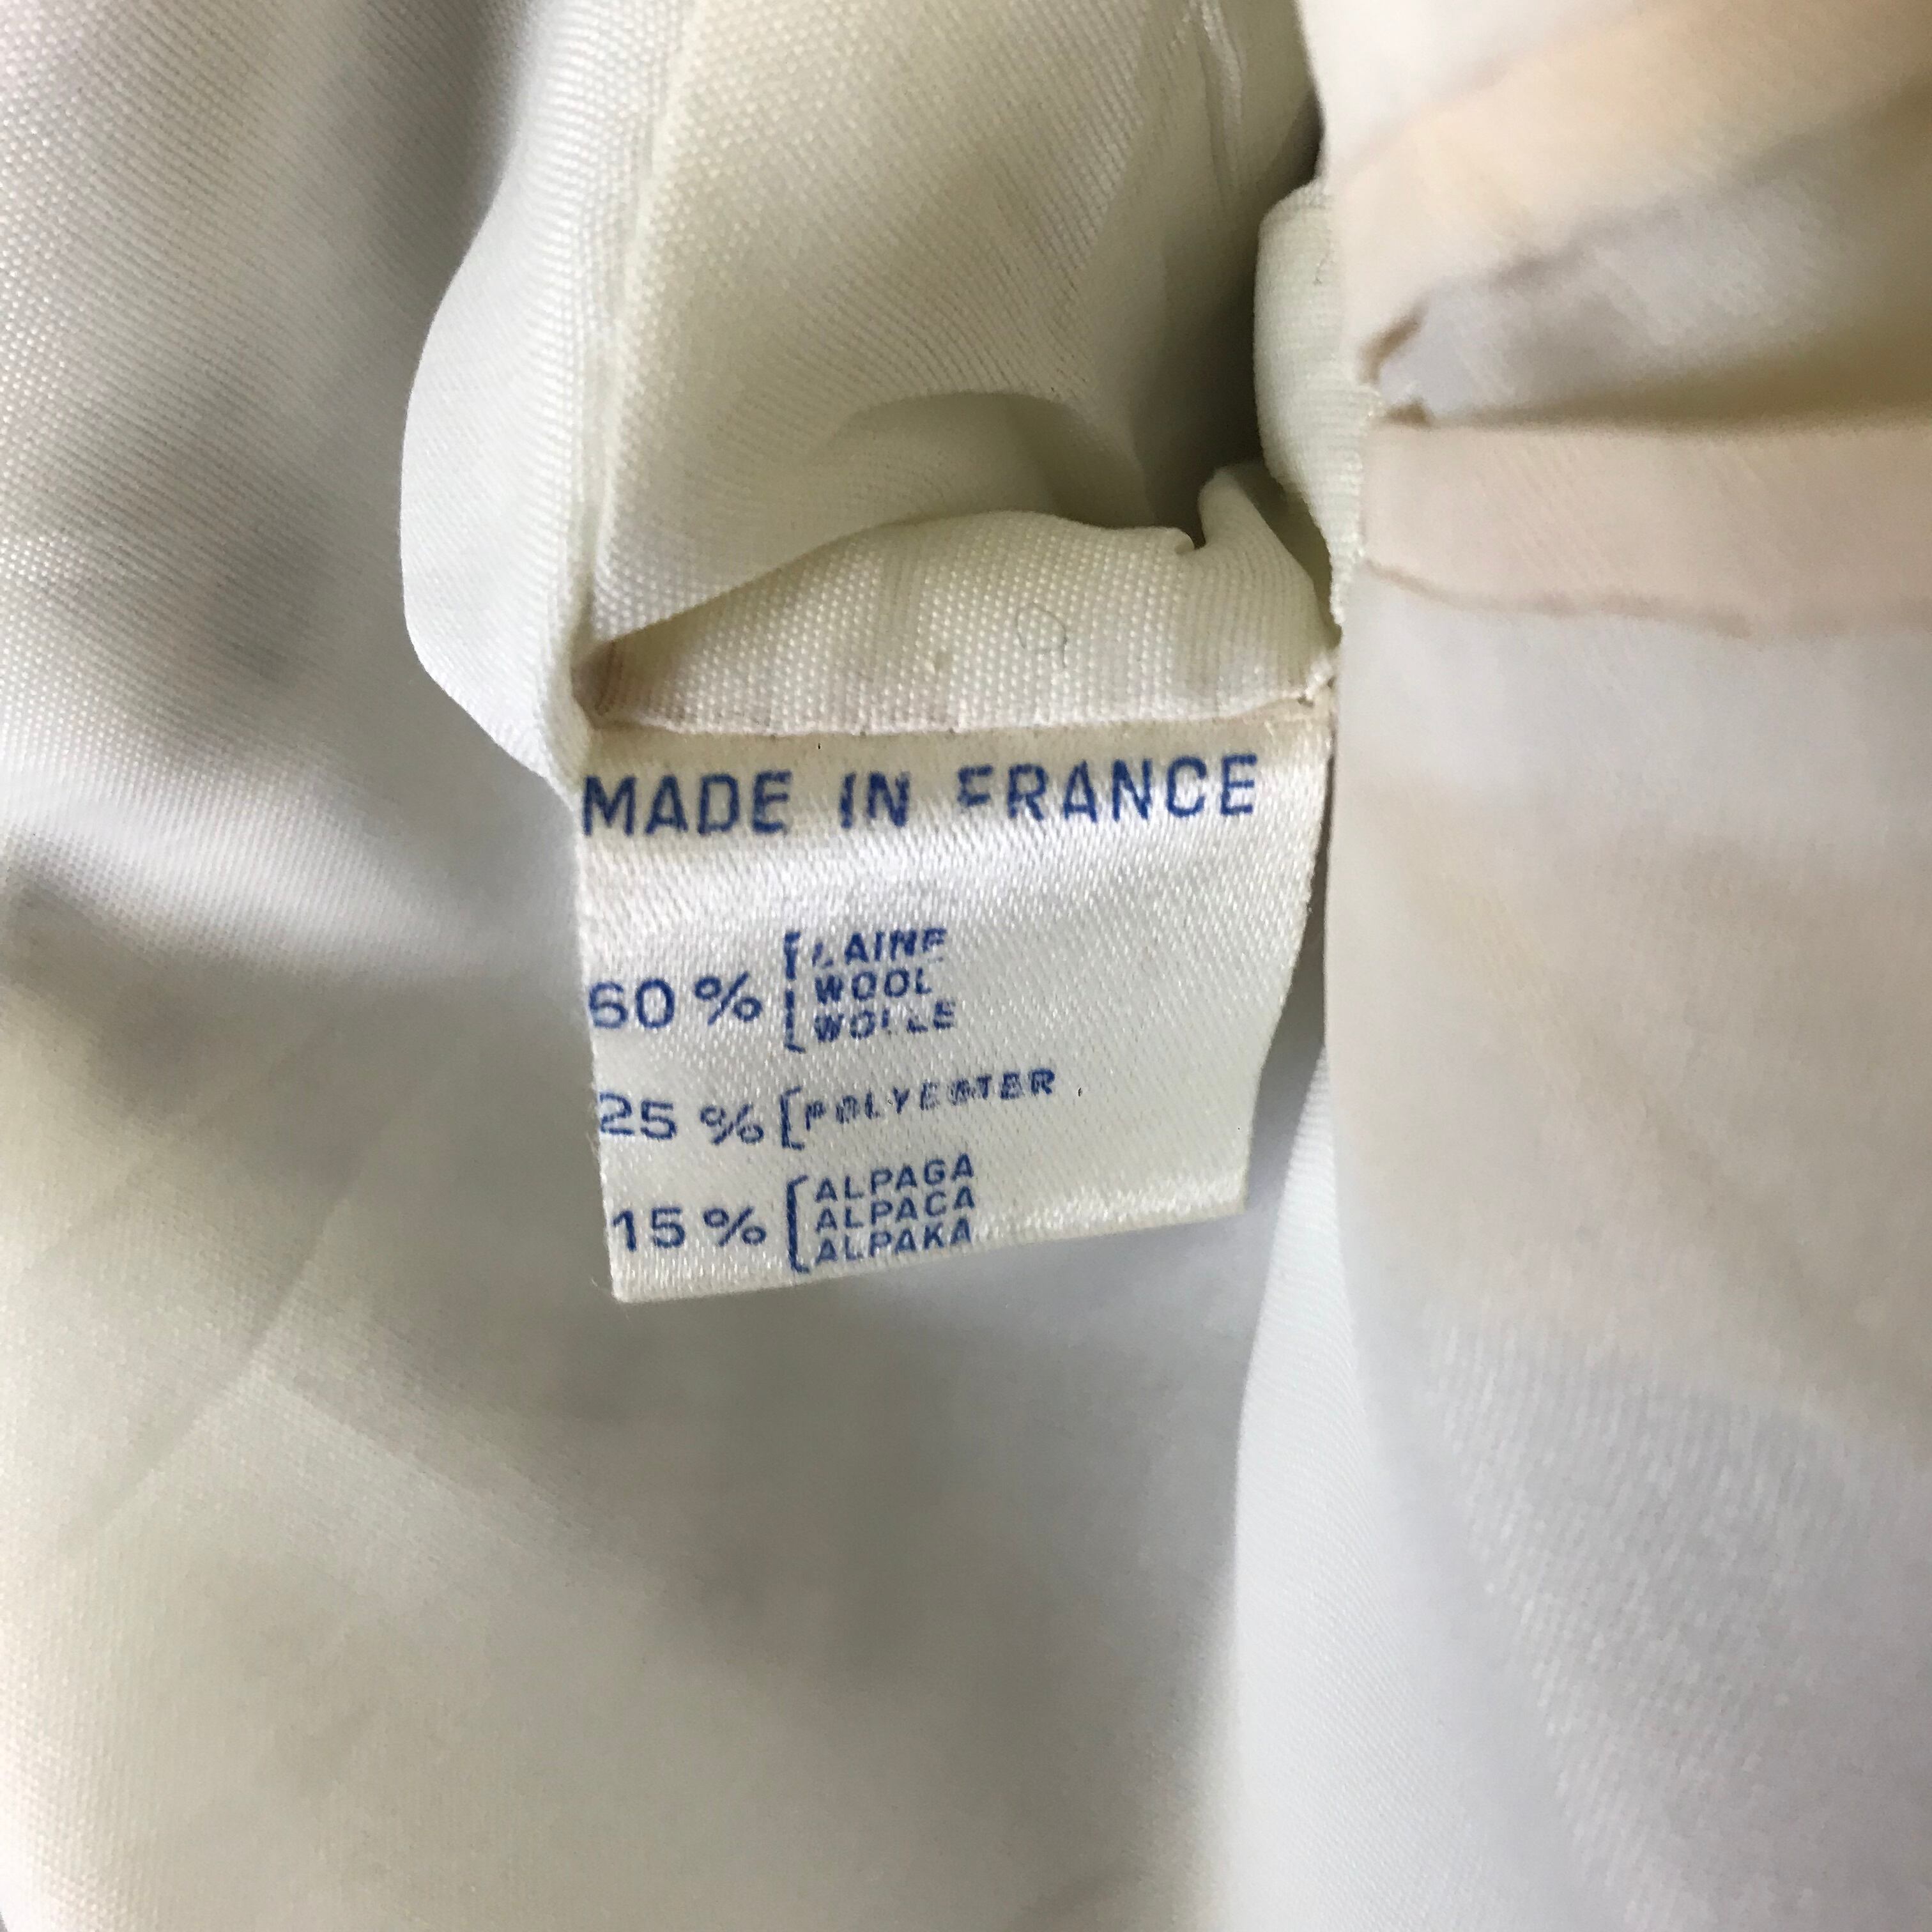 MADE IN FRANCE
60 % [ LAINE
WOOL
WOLLE
25 % [ POLYESTER
15 % [ ALPAGA
ALPACA
ALPAKA